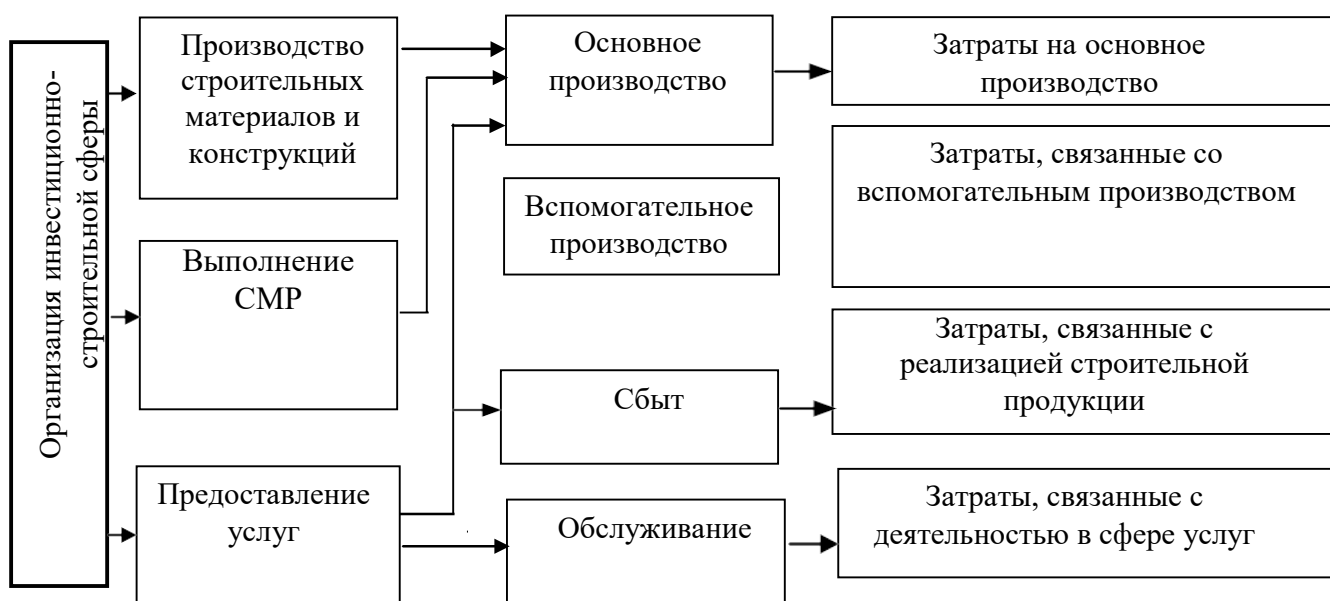 Организация инвестиционно-
строительной сферы
Производство
строительных
материалов и
конструкций
Выполнение
СМР
Предоставление
услуг
Основное
производство
Вспомогательное
производство
Сбыт
Обслуживание
Затраты на основное
производство
Затраты, связанные со
вспомогательным производством
Затраты, связанные с
реализацией строительной
продукции
Затраты, связанные с
деятельностью в сфере услуг